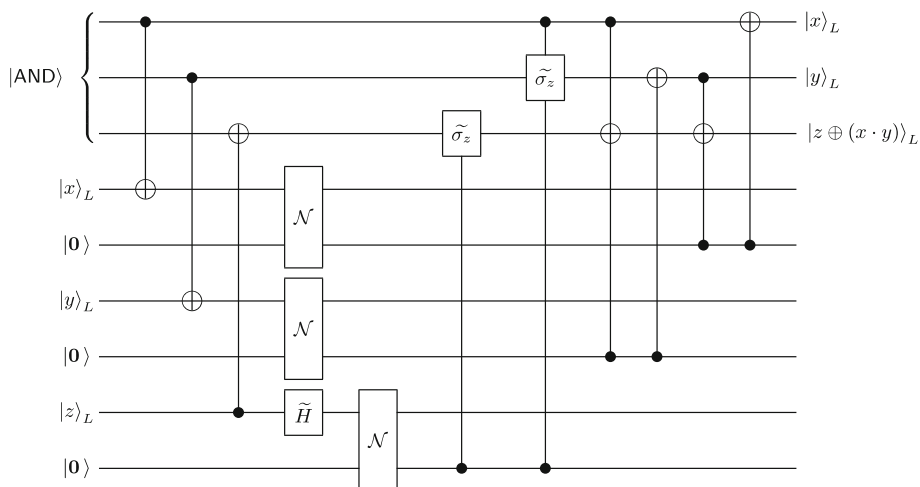 |AND⟩
|x⟩_L
|y⟩_L
|z ⊕ (x · y)⟩_L
σ̃_z
σ̃_z
|x⟩_L
|0⟩
𝒩
|y⟩_L
|0⟩
𝒩
|z⟩_L
H̃
𝒩
|0⟩